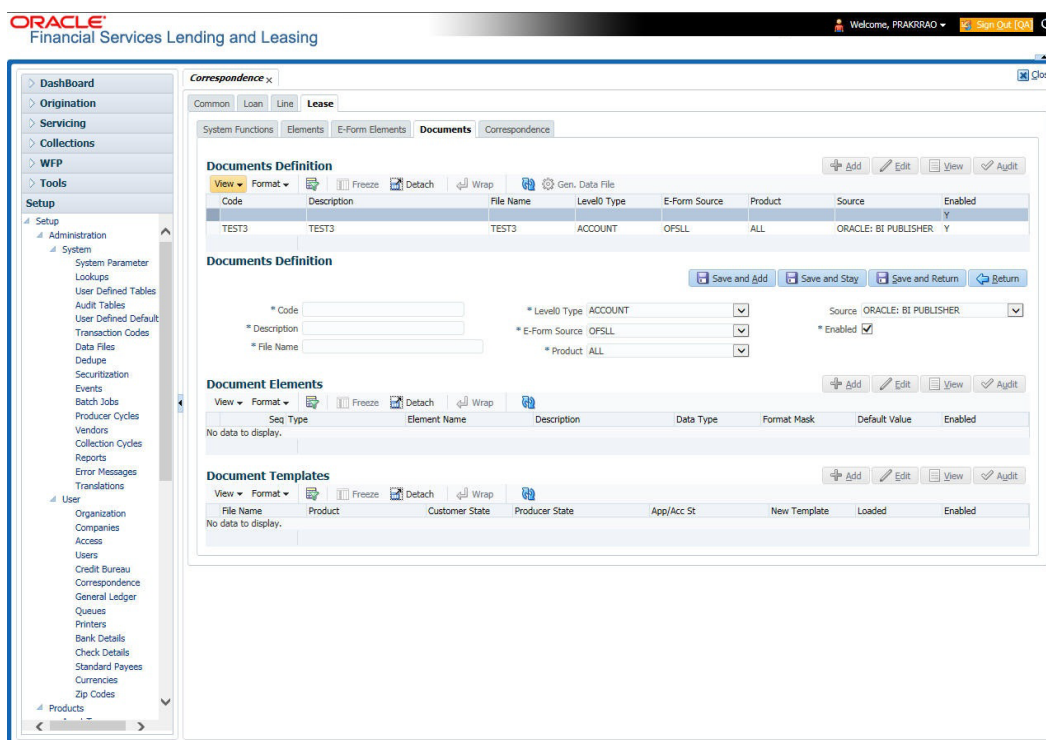 ORACLE
Financial Services Lending and Leasing
Welcome, PRAKRRAO
Sign Out [QA]
DashBoard
Origination
Servicing
Collections
WFP
Tools
Setup
Setup
Administration
System
System Parameter
Lookups
User Defined Tables
Audit Tables
User Defined Default
Transaction Codes
Data Files
Dedupe
Securitization
Events
Batch Jobs
Producer Cycles
Vendors
Collection Cycles
Reports
Error Messages
Translations
User
Organization
Companies
Access
Users
Credit Bureau
Correspondence
General Ledger
Queues
Printers
Bank Details
Check Details
Standard Payees
Currencies
Zip Codes
Products
Correspondence x
Clos
Common Loan Line Lease
System Functions Elements E-Form Elements Documents Correspondence
Documents Definition
Add Edit View Audit
View Format Freeze Detach Wrap Gen. Data File
Code Description File Name Level0 Type E-Form Source Product Source Enabled
Y
TEST3 TEST3 TEST3 ACCOUNT OFSLL ALL ORACLE: BI PUBLISHER Y
Documents Definition
Save and Add Save and Stay Save and Return Return
* Code
* Description
* File Name
* Level0 Type ACCOUNT
* E-Form Source OFSLL
* Product ALL
Source ORACLE: BI PUBLISHER
* Enabled
Document Elements
Add Edit View Audit
View Format Freeze Detach Wrap
Seq Type Element Name Description Data Type Format Mask Default Value Enabled
No data to display.
Document Templates
Add Edit View Audit
View Format Freeze Detach Wrap
File Name Product Customer State Producer State App/Acc St New Template Loaded Enabled
No data to display.